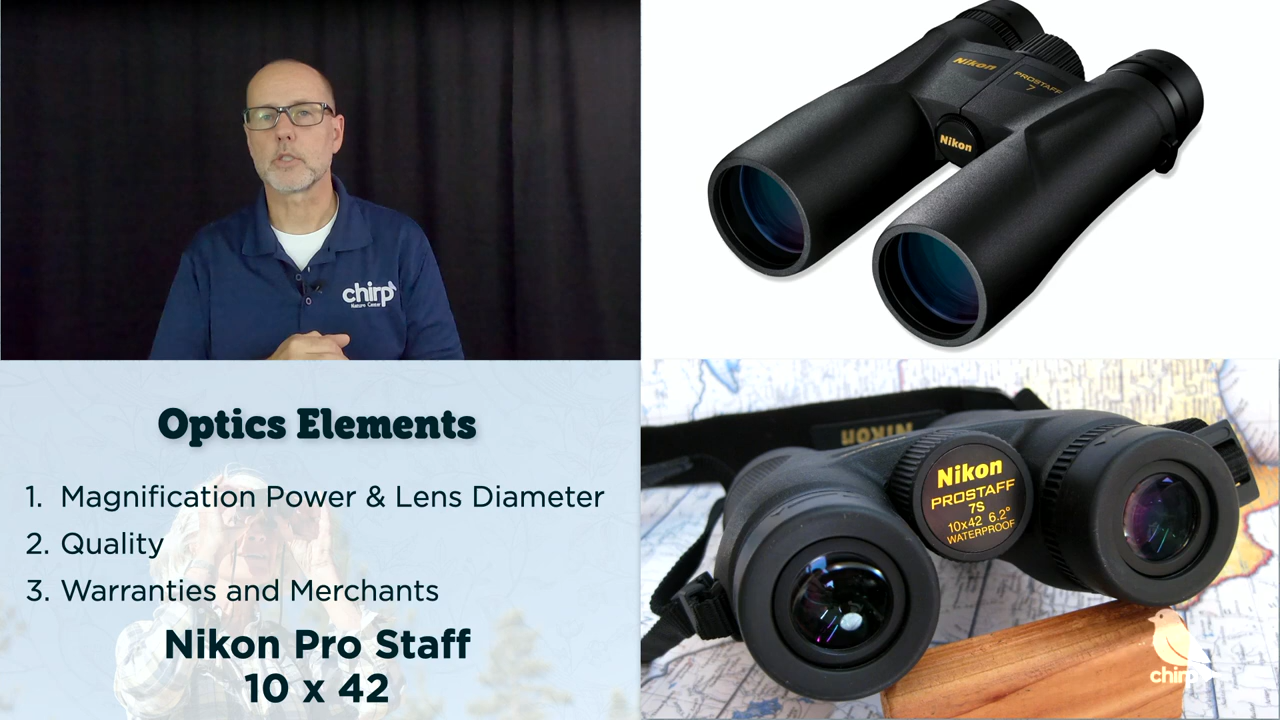 chirp
Nature Center
Nikon
PROSTAFF
7
Nikon
Optics Elements
1. Magnification Power & Lens Diameter
2. Quality
3. Warranties and Merchants
Nikon Pro Staff
10 x 42
NIKON
Nikon
PROSTAFF
7S
10x42 6.2°
WATERPROOF
chirp